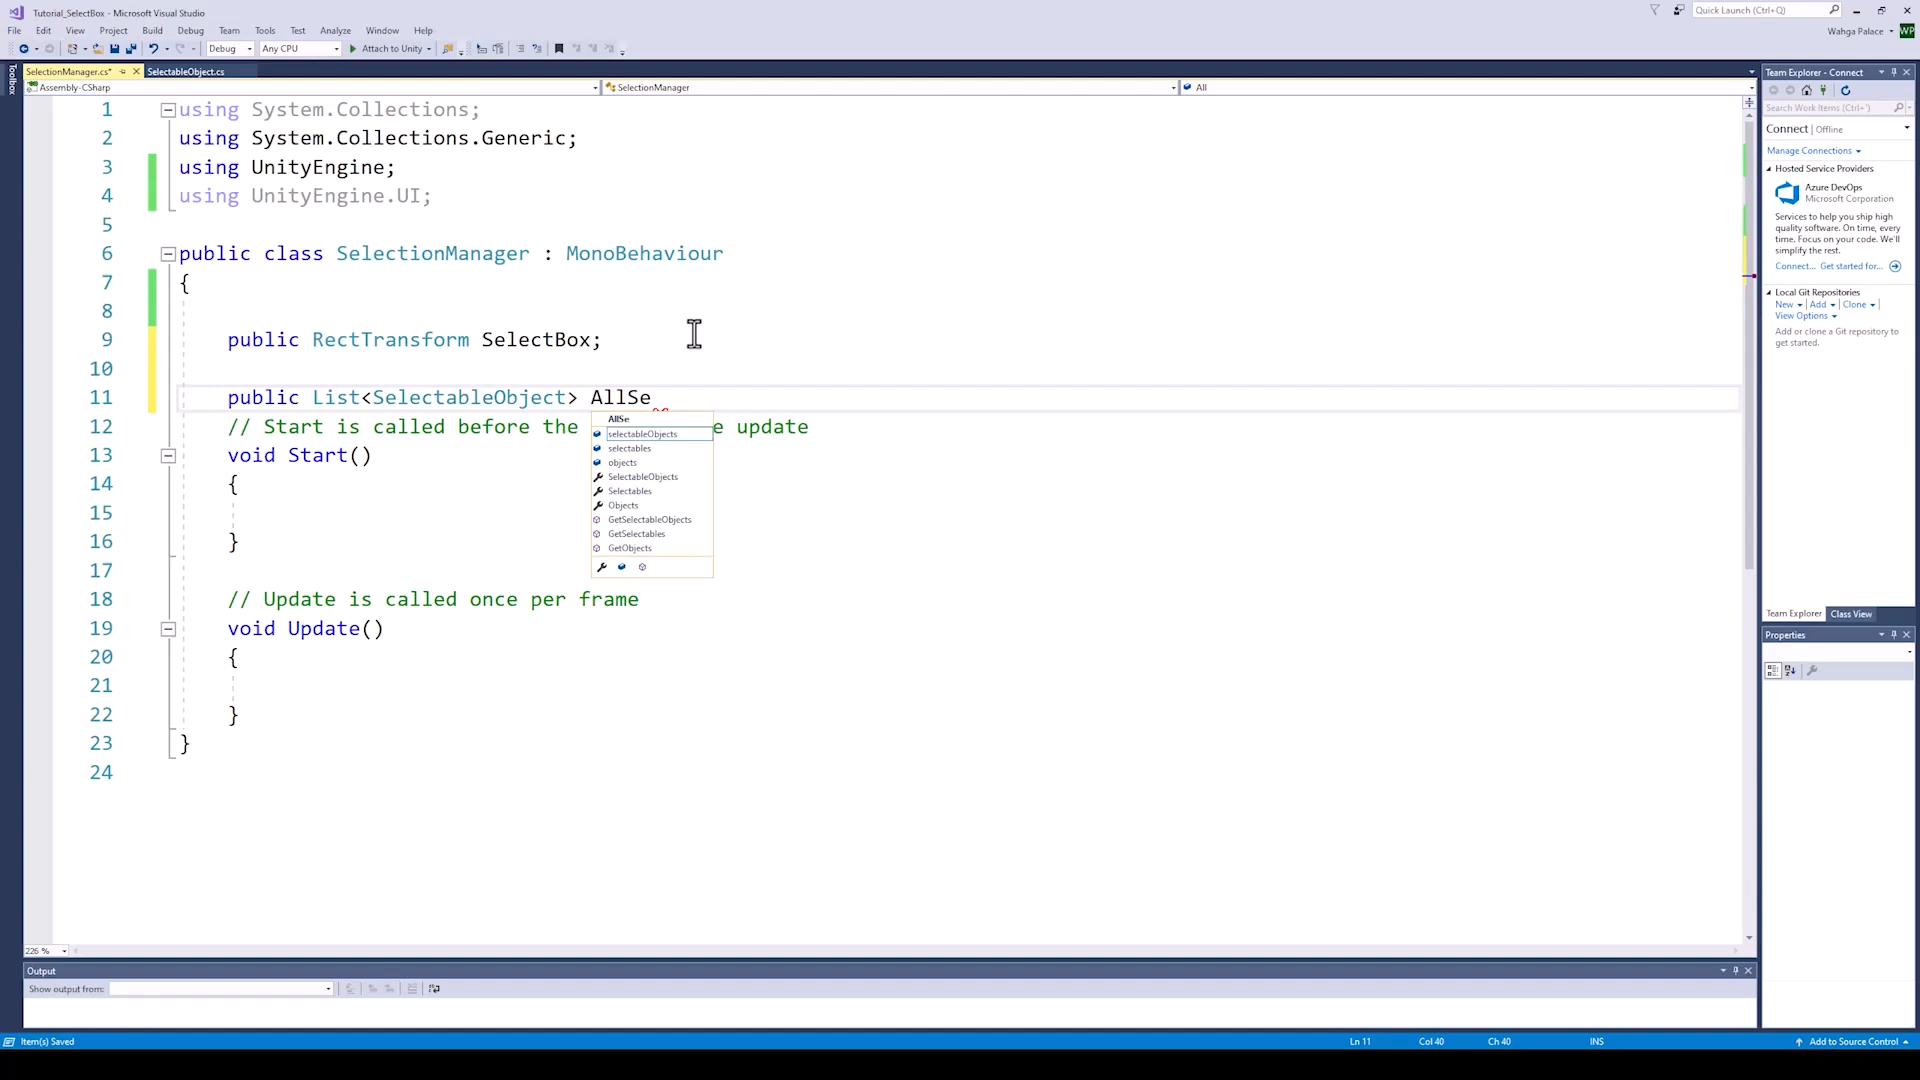 Tutorial_SelectBox - Microsoft Visual Studio
Quick Launch (Ctrl+Q)
File Edit View Project Build Debug Team Tools Test Analyze Window Help
Wahga Palace WP
Debug Any CPU Attach to Unity
Toolbox
SelectionManager.cs* SelectableObject.cs
Assembly-CSharp SelectionManager All
1 using System.Collections;
2 using System.Collections.Generic;
3 using UnityEngine;
4 using UnityEngine.UI;
5
6 public class SelectionManager : MonoBehaviour
7 {
8
9 public RectTransform SelectBox;
10
11 public List<SelectableObject> AllSe
12 // Start is called before the e update
13 void Start()
14 {
15
16 }
17
18 // Update is called once per frame
19 void Update()
20 {
21
22 }
23 }
24
AllSe
selectableObjects
selectables
objects
SelectableObjects
Selectables
Objects
GetSelectableObjects
GetSelectables
GetObjects
226 %
Output
Show output from:
Team Explorer - Connect
Search Work Items (Ctrl+')
Connect | Offline
Manage Connections
Hosted Service Providers
Azure DevOps
Microsoft Corporation
Services to help you ship high
quality software. On time, every
time. Focus on your code. We'll
simplify the rest.
Connect... Get started for...
Local Git Repositories
New Add Clone
View Options
Add or clone a Git repository to
get started.
Team Explorer Class View
Properties
Item(s) Saved Ln 11 Col 40 Ch 40 INS Add to Source Control